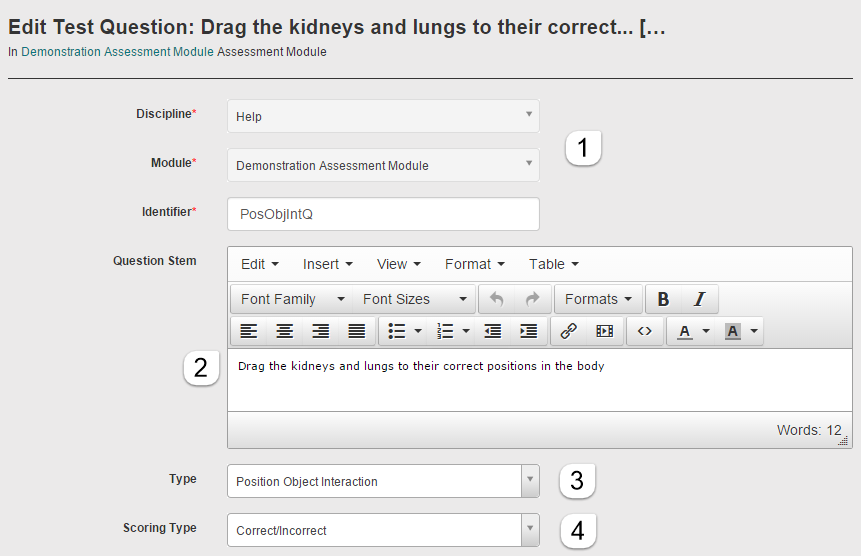 Edit Test Question: Drag the kidneys and lungs to their correct... [...
In Demonstration Assessment Module Assessment Module
Discipline* Help
1
Module* Demonstration Assessment Module
Identifier* PosObjIntQ
Question Stem
Edit Insert View Format Table
Font Family Font Sizes Formats B I
1 2 3 <> A A
2
Drag the kidneys and lungs to their correct positions in the body
Words: 12
Type Position Object Interaction 3
Scoring Type Correct/Incorrect 4